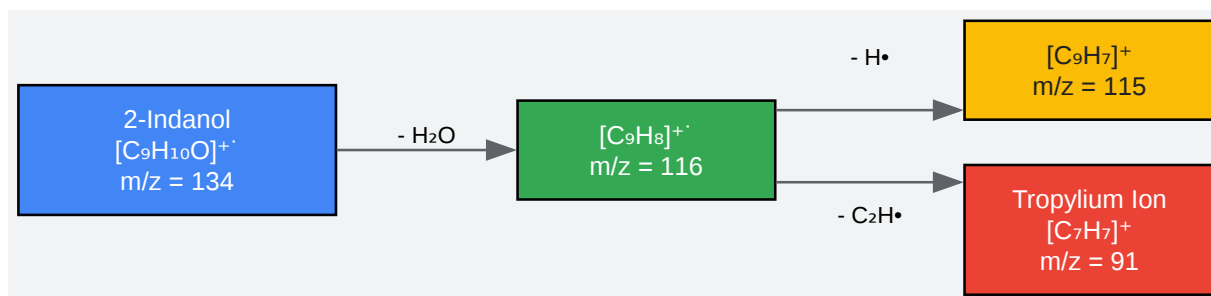 2-Indanol
[C₉H₁₀O]⁺˙
m/z = 134
- H₂O
[C₉H₈]⁺˙
m/z = 116
- H•
[C₉H₇]⁺
m/z = 115
- C₂H•
Tropylium Ion
[C₇H₇]⁺
m/z = 91